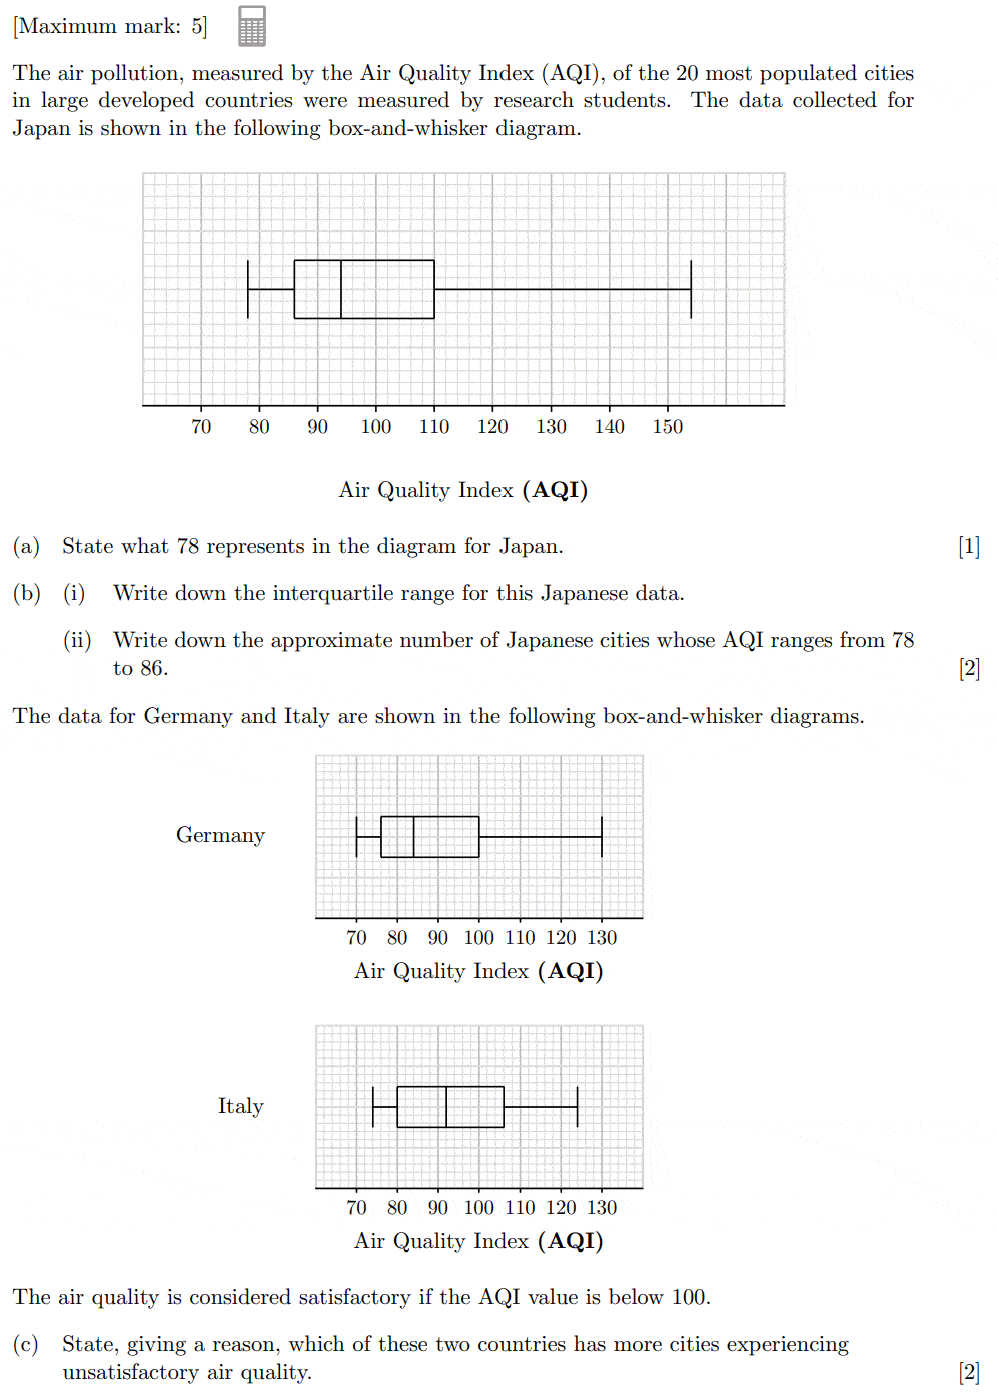 [Maximum mark: 5]
The air pollution, measured by the Air Quality Index (AQI), of the 20 most populated cities
in large developed countries were measured by research students. The data collected for
Japan is shown in the following box-and-whisker diagram.
70 80 90 100 110 120 130 140 150
Air Quality Index (AQI)
(a) State what 78 represents in the diagram for Japan. [1]
(b) (i) Write down the interquartile range for this Japanese data.
(ii) Write down the approximate number of Japanese cities whose AQI ranges from 78
to 86. [2]
The data for Germany and Italy are shown in the following box-and-whisker diagrams.
Germany
70 80 90 100 110 120 130
Air Quality Index (AQI)
Italy
70 80 90 100 110 120 130
Air Quality Index (AQI)
The air quality is considered satisfactory if the AQI value is below 100.
(c) State, giving a reason, which of these two countries has more cities experiencing
unsatisfactory air quality. [2]